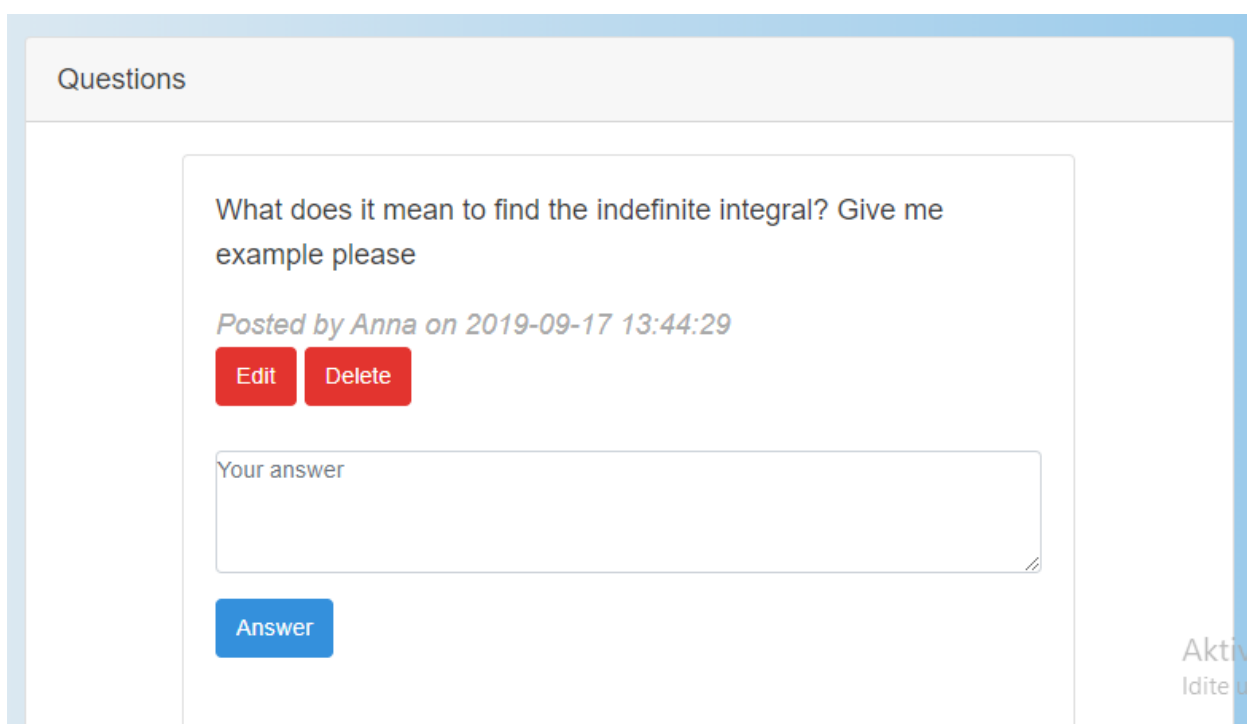 Questions
What does it mean to find the indefinite integral? Give me
example please
Posted by Anna on 2019-09-17 13:44:29
Edit Delete
Your answer
Answer
Idite